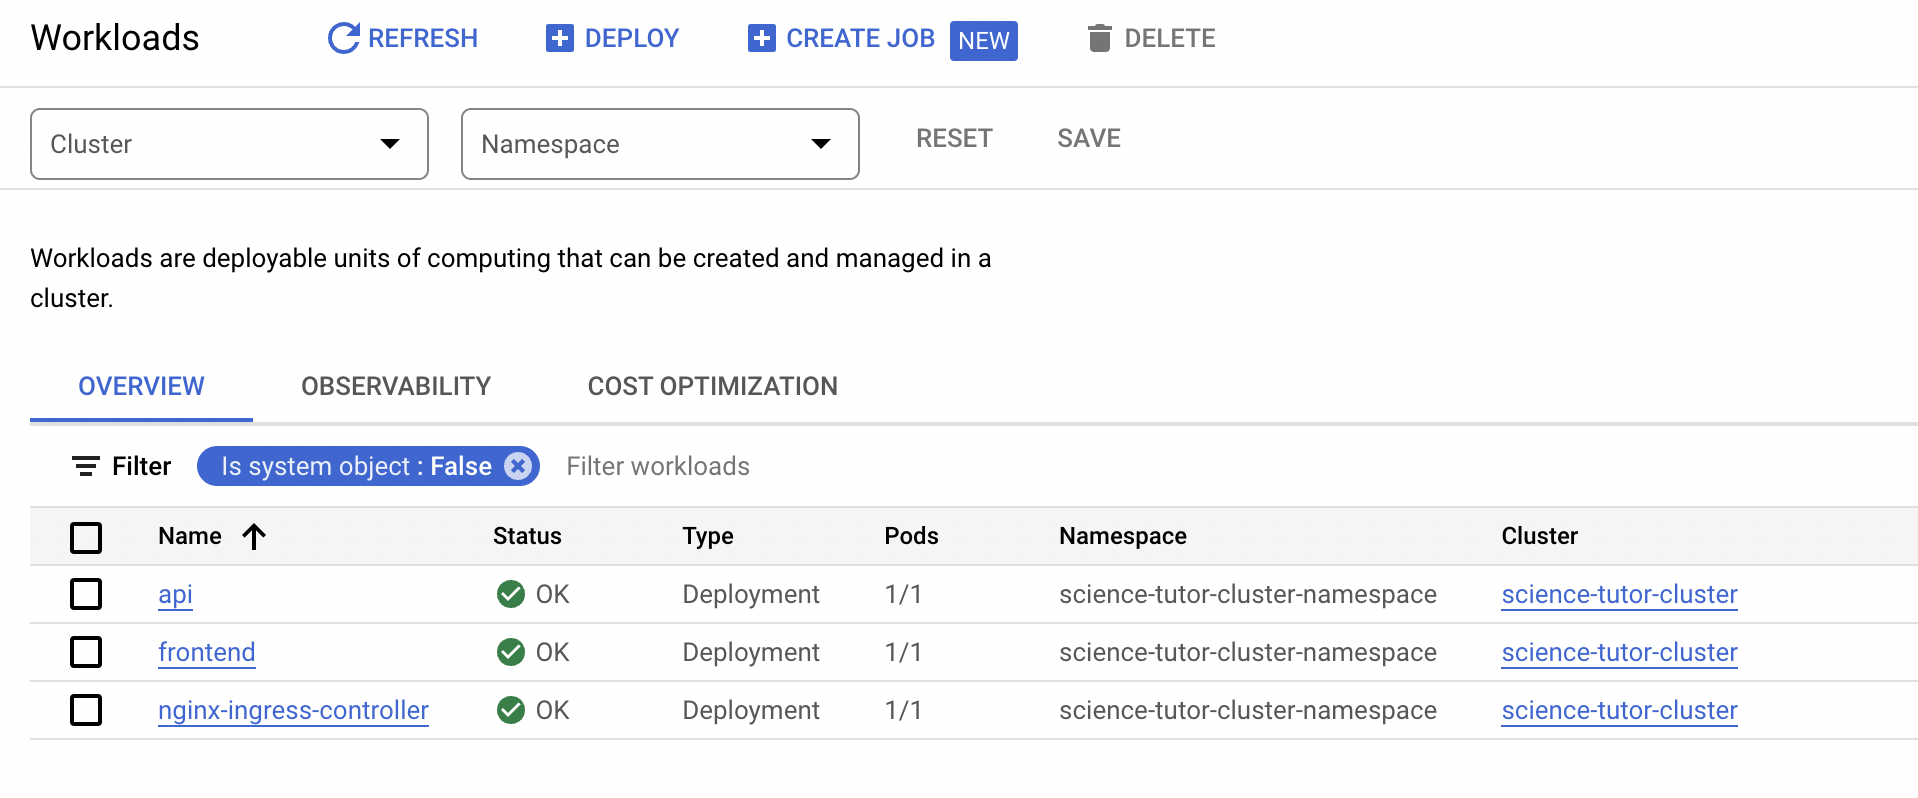 Workloads REFRESH DEPLOY CREATE JOB NEW DELETE
Cluster Namespace RESET SAVE
Workloads are deployable units of computing that can be created and managed in a
cluster.
OVERVIEW OBSERVABILITY COST OPTIMIZATION
Filter Is system object : False Filter workloads
Name Status Type Pods Namespace Cluster
api OK Deployment 1/1 science-tutor-cluster-namespace science-tutor-cluster
frontend OK Deployment 1/1 science-tutor-cluster-namespace science-tutor-cluster
nginx-ingress-controller OK Deployment 1/1 science-tutor-cluster-namespace science-tutor-cluster